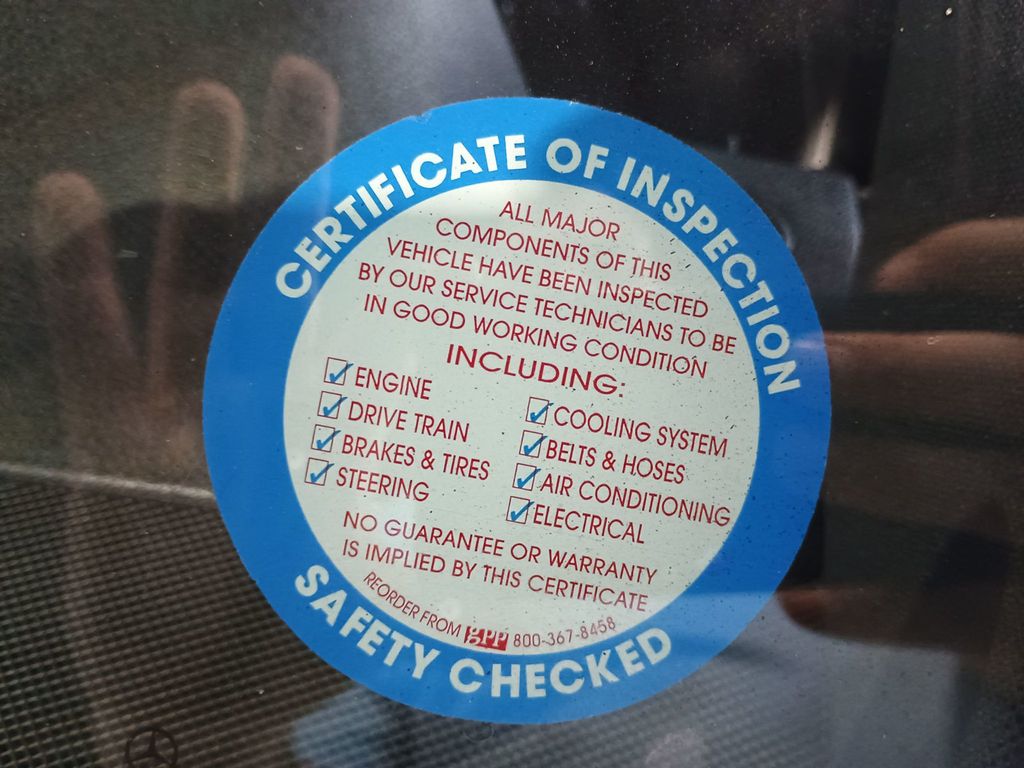 CERTIFICATE OF INSPECTION
ALL MAJOR
COMPONENTS OF THIS
VEHICLE HAVE BEEN INSPECTED
BY OUR SERVICE TECHNICIANS TO BE
IN GOOD WORKING CONDITION
INCLUDING:
ENGINE
DRIVE TRAIN
BRAKES & TIRES
STEERING
COOLING SYSTEM
BELTS & HOSES
AIR CONDITIONING
ELECTRICAL
NO GUARANTEE OR WARRANTY
IS IMPLIED BY THIS CERTIFICATE
REORDER FROM gpp 800-367-8458
SAFETY CHECKED